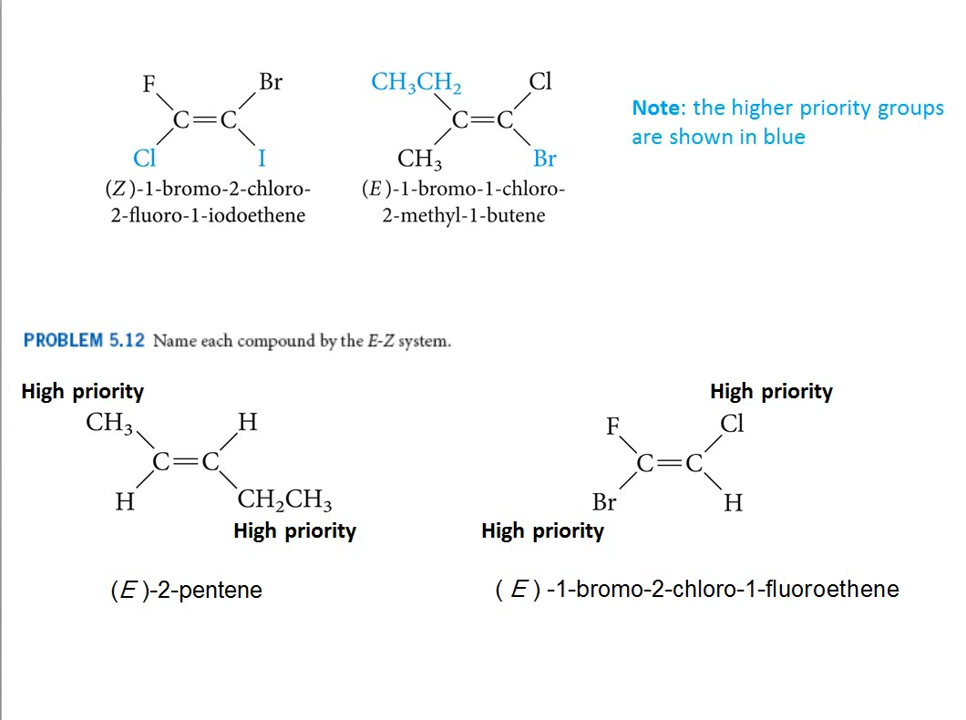 F Br CH₃CH₂ Cl
C=C C=C
Cl I CH₃ Br
(Z)-1-bromo-2-chloro-
2-fluoro-1-iodoethene
(E)-1-bromo-1-chloro-
2-methyl-1-butene
Note: the higher priority groups
are shown in blue
PROBLEM 5.12 Name each compound by the E-Z system.
High priority
CH₃ H
C=C
H CH₂CH₃
High priority
(E)-2-pentene
High priority
F Cl
C=C
Br H
High priority
( E ) -1-bromo-2-chloro-1-fluoroethene